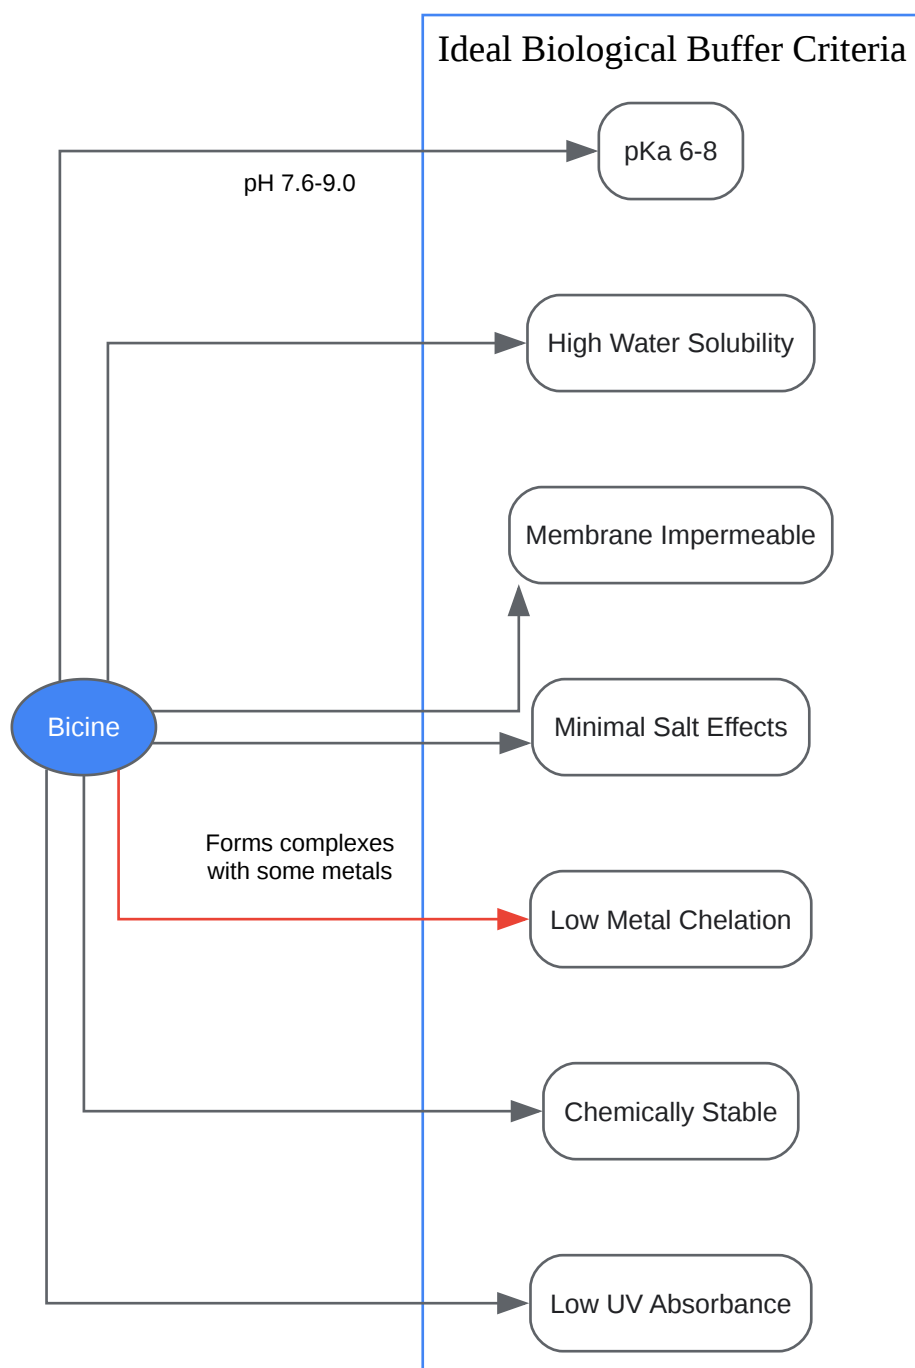 Ideal Biological Buffer Criteria
pKa 6-8
pH 7.6-9.0
High Water Solubility
Membrane Impermeable
Bicine
Minimal Salt Effects
Forms complexes
with some metals
Low Metal Chelation
Chemically Stable
Low UV Absorbance